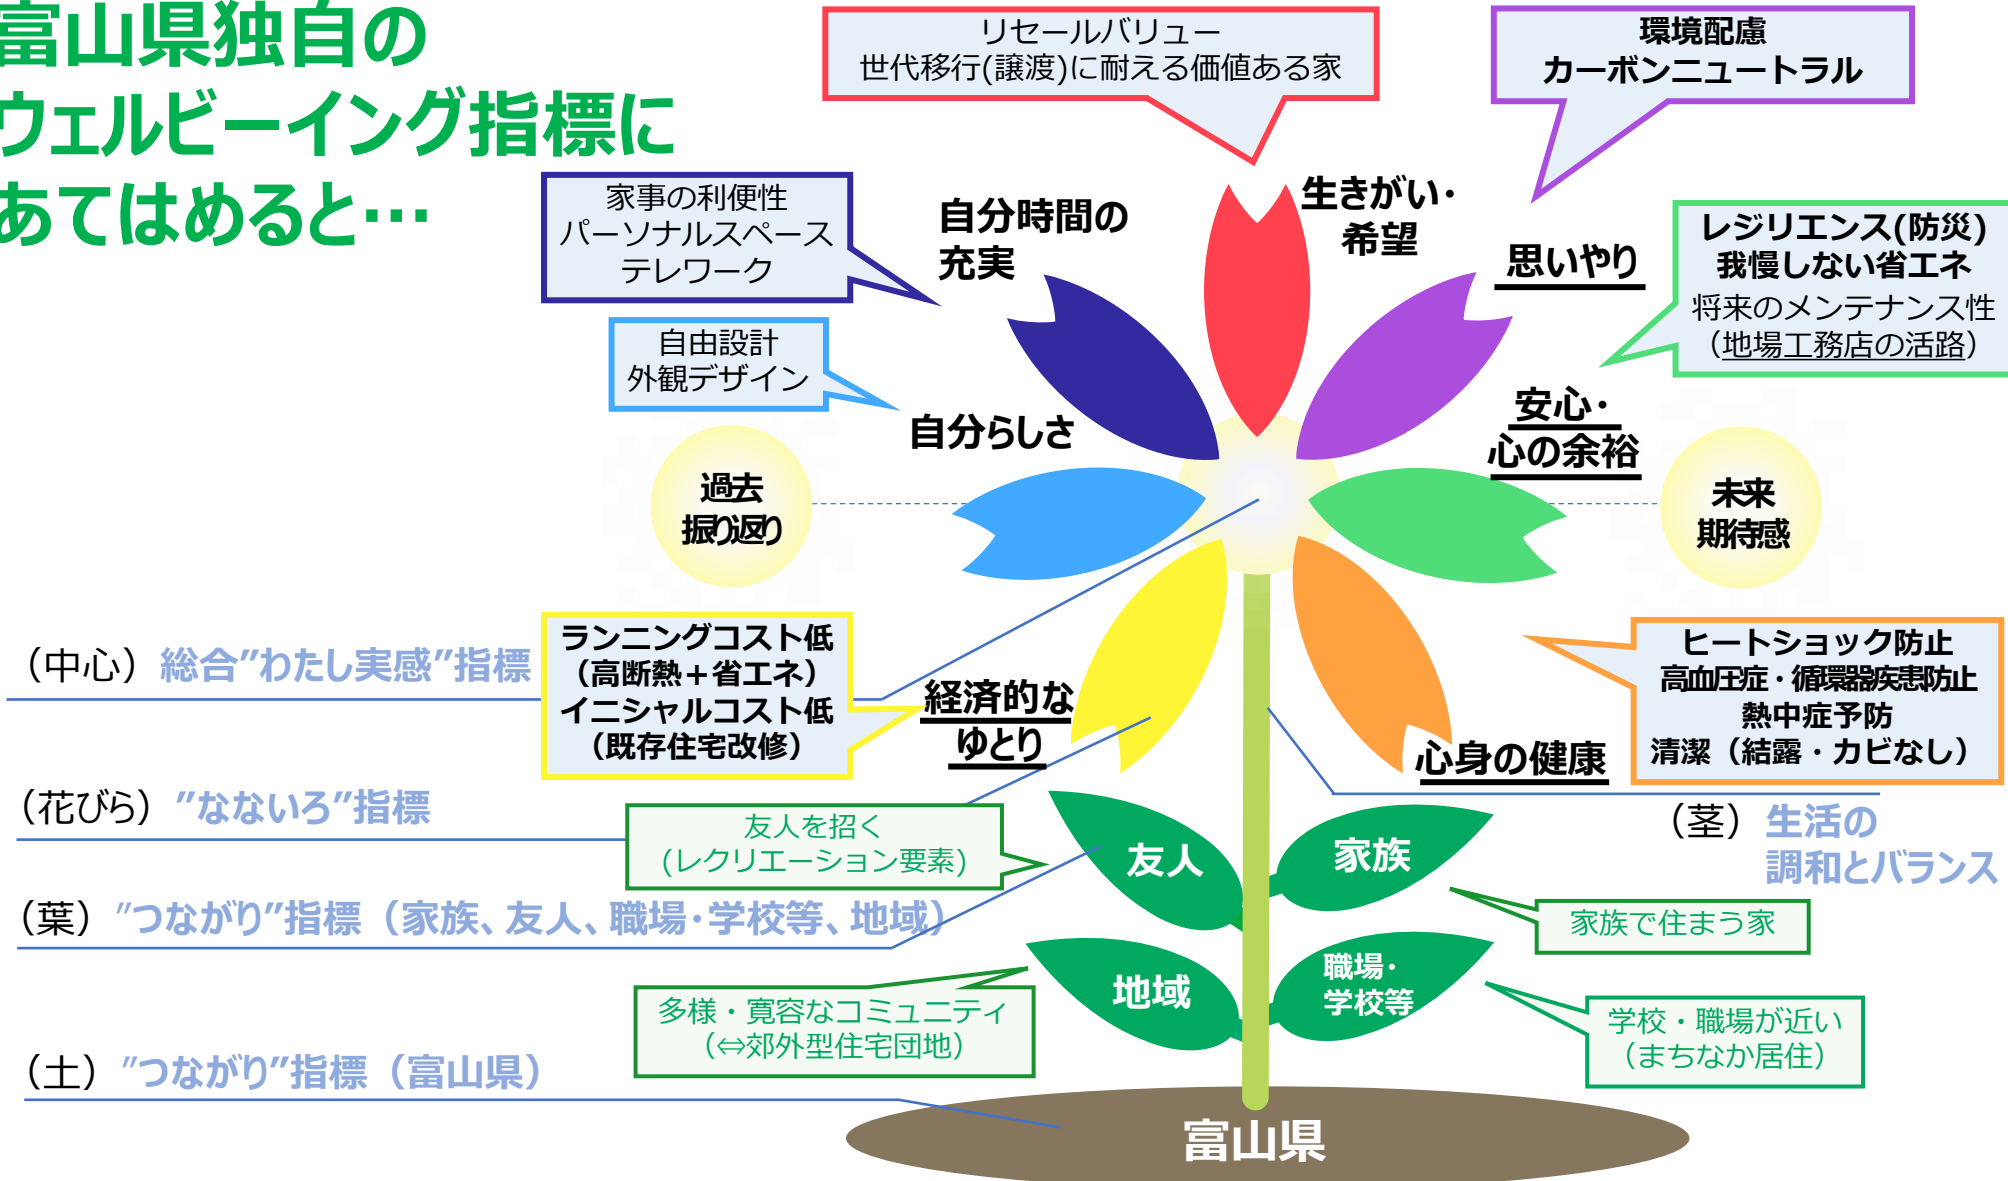 富山県独自の
ウェルビーイング指標に
あてはめると…
リセールバリュー
世代移行(譲渡)に耐える価値ある家
環境配慮
カーボンニュートラル
家事の利便性
パーソナルスペース
テレワーク
自分時間の
充実
生きがい・
希望
思いやり
レジリエンス(防災)
我慢しない省エネ
将来のメンテナンス性
（地場工務店の活路）
自由設計
外観デザイン
自分らしさ
安心・
心の余裕
過去
振り返り
未来
期待感
（中心）総合”わたし実感”指標
ランニングコスト低
（高断熱＋省エネ）
イニシャルコスト低
（既存住宅改修）
経済的な
ゆとり
心身の健康
ヒートショック防止
高血圧症・循環器疾患防止
熱中症予防
清潔（結露・カビなし）
（花びら）”なないろ”指標
（茎）生活の
調和とバランス
友人を招く
(レクリエーション要素)
友人
家族
（葉）”つながり”指標（家族、友人、職場・学校等、地域）
家族で住まう家
地域
職場・
学校等
多様・寛容なコミュニティ
（⇔郊外型住宅団地）
学校・職場が近い
（まちなか居住）
（土）”つながり”指標（富山県）
富山県